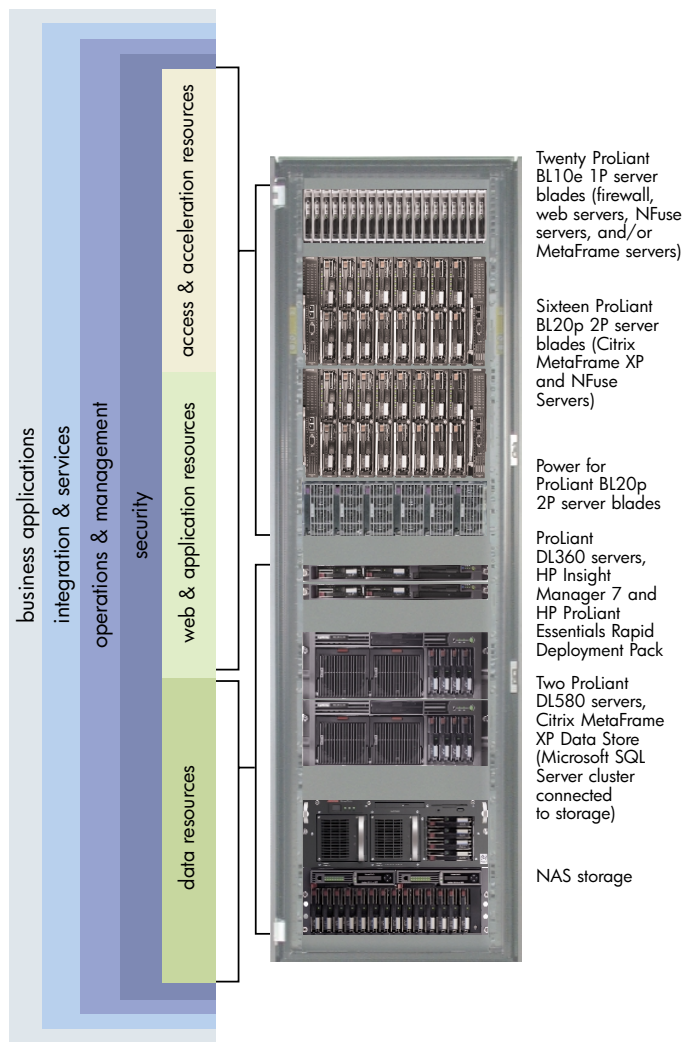 business applications
integration & services
operations & management
security
access & acceleration resources
web & application resources
data resources
Twenty ProLiant
BL10e 1P server
blades (firewall,
web servers, NFuse
servers, and/or
MetaFrame servers)
Sixteen ProLiant
BL20p 2P server
blades (Citrix
MetaFrame XP
and NFuse
Servers)
Power for
ProLiant BL20p
2P server blades
ProLiant
DL360 servers,
HP Insight
Manager 7 and
HP ProLiant
Essentials Rapid
Deployment Pack
Two ProLiant
DL580 servers,
Citrix MetaFrame
XP Data Store
(Microsoft SQL
Server cluster
connected
to storage)
NAS storage